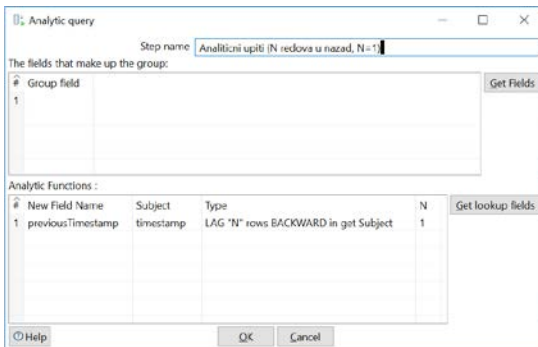 Analytic query
Step name Analiticni upiti (N redova u nazad, N=1)
The fields that make up the group:
# Group field
Get Fields
1
Analytic Functions :
# New Field Name Subject Type N
Get lookup fields
1 previousTimestamp timestamp LAG "N" rows BACKWARD in get Subject 1
Help OK Cancel